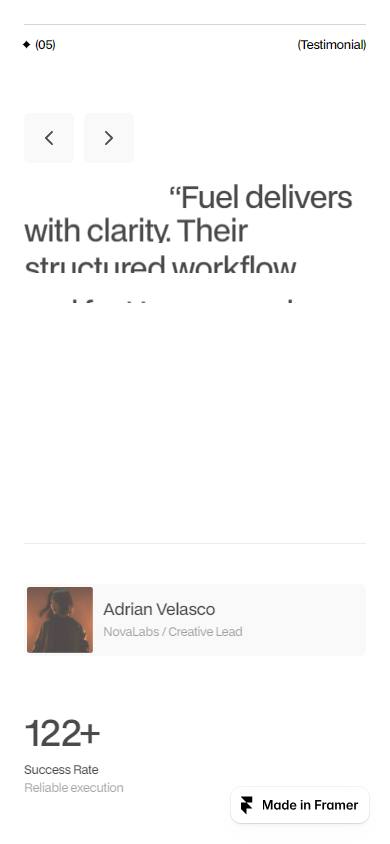 (05)
(Testimonial)
“Fuel delivers
with clarity. Their
structured workflow
Adrian Velasco
NovaLabs / Creative Lead
122+
Success Rate
Reliable execution
Made in Framer